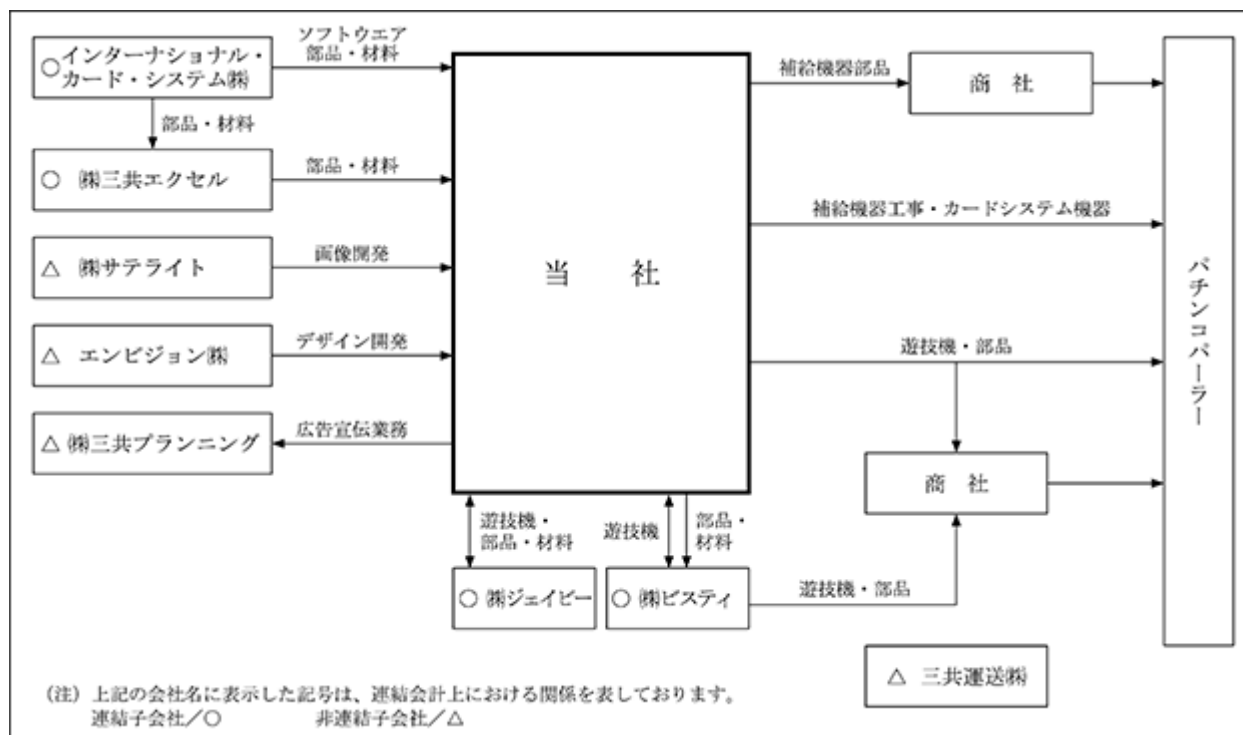 ソフトウエア
部品・材料
○インターナショナル・
カード・システム㈱
部品・材料
○ ㈱三共エクセル
部品・材料
△ ㈱サテライト
画像開発
△ エンビジョン㈱
デザイン開発
△ ㈱三共プランニング
広告宣伝業務
当 社
補給機器部品
商 社
補給機器工事・カードシステム機器
遊技機・部品
商 社
パチンコパーラー
遊技機・
部品・材料
遊技機
部品・
材料
○ ㈱ジェイビー
○ ㈱ビスティ
遊技機・部品
△ 三共運送㈱
(注) 上記の会社名に表示した記号は、連結会計上における関係を表しております。
連結子会社/○ 非連結子会社/△